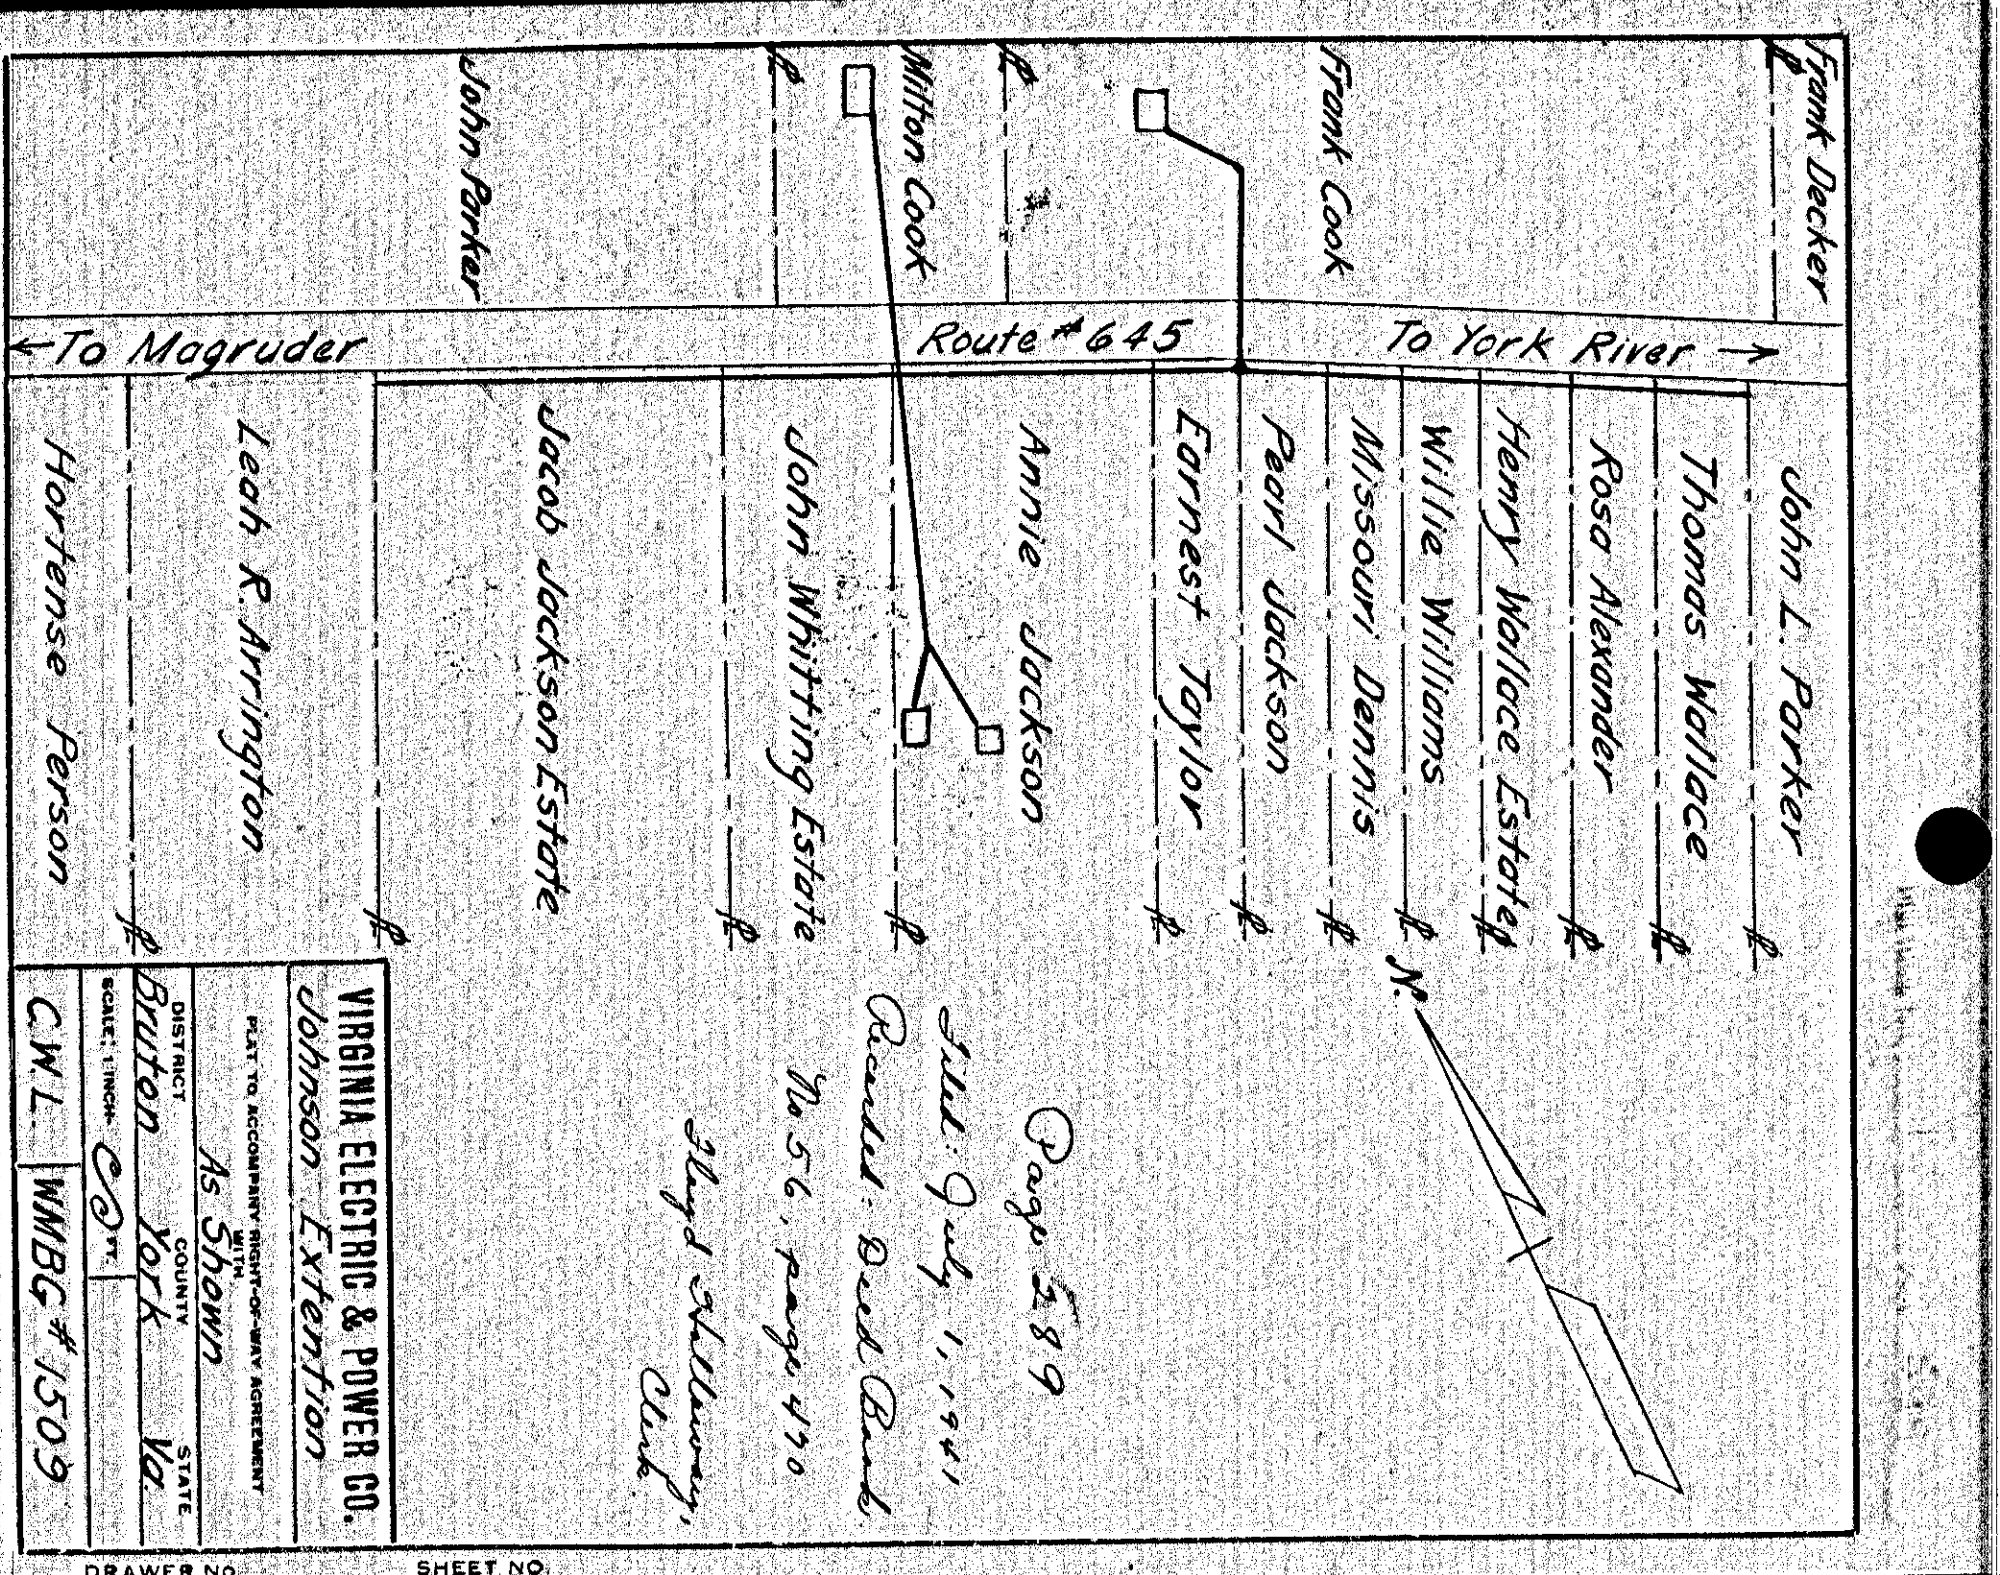 Frank Decker
Frank Cook
Milton Cook
John Parker
← To Magruder
Route #645
To York River →
John L. Parker
Thomas Wallace
Rosa Alexander
Henry Wallace Estate
Willie Williams
Missouri Dennis
Pearl Jackson
Earnest Taylor
Annie Jackson
John Whitting Estate
Jacob Jackson Estate
Leah R. Arrington
Hortense Person
N.
Page 289
Filed: July 1, 1941,
Recorded: Deed Book
No 56, page 470
Floyd Holloway,
Clerk.
VIRGINIA ELECTRIC & POWER CO.
Johnson Extention
PLAT TO ACCOMPANY RIGHT-OF-WAY AGREEMENT
WITH
As Shown
DISTRICT COUNTY STATE
Bruton York Va.
SCALE: 1 INCH= FT.
C.W.L. WMBG #1509
DRAWER NO.
SHEET NO.